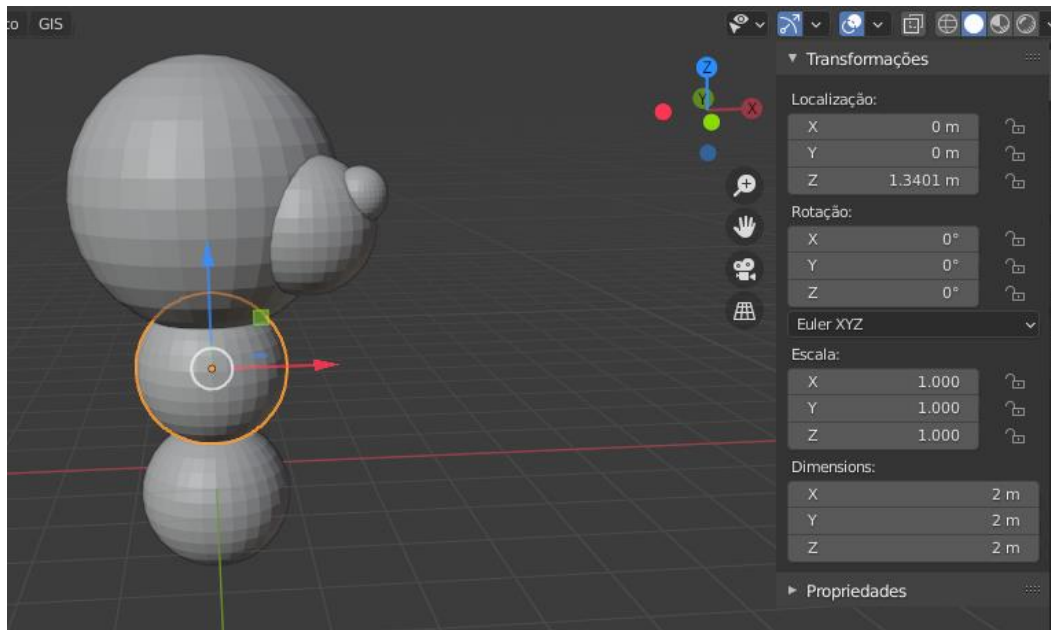 co GIS
Z
Y
X
Transformações
Localização:
X 0 m
Y 0 m
Z 1.3401 m
Rotação:
X 0°
Y 0°
Z 0°
Euler XYZ
Escala:
X 1.000
Y 1.000
Z 1.000
Dimensions:
X 2 m
Y 2 m
Z 2 m
Propriedades